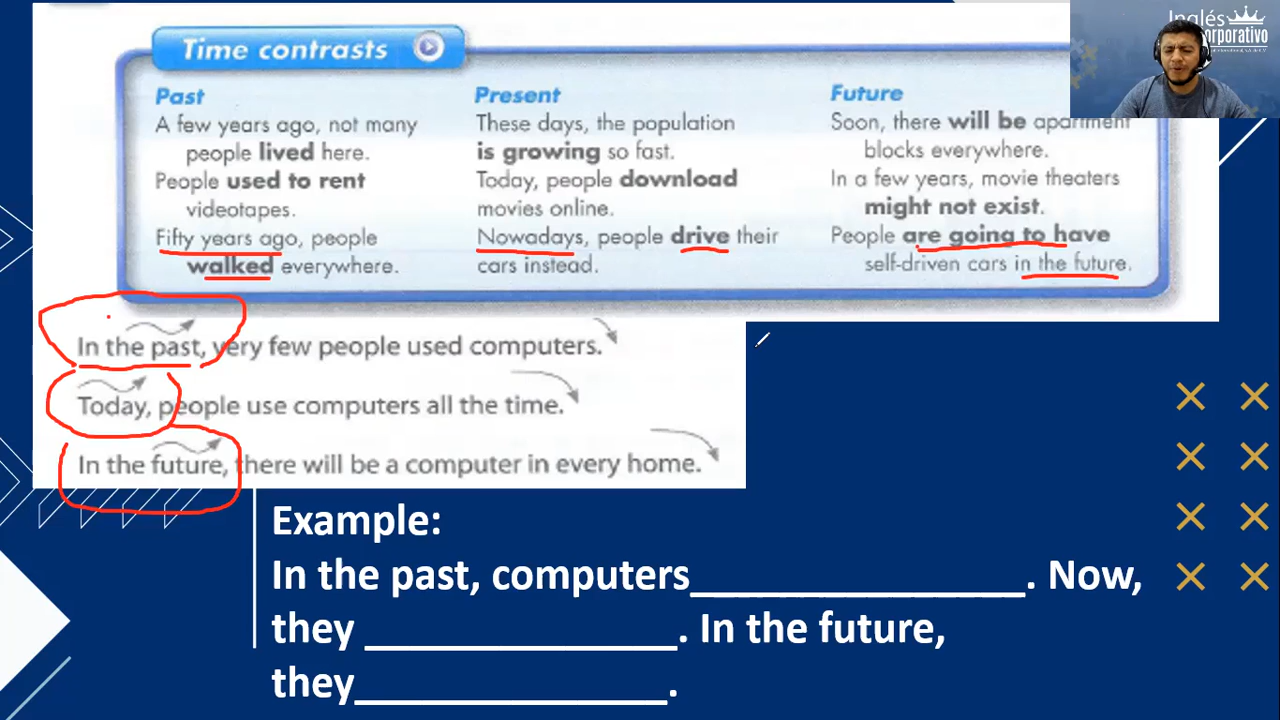 Inglés
Corporativo
Time contrasts
Past
A few years ago, not many
people lived here.
People used to rent
videotapes.
Fifty years ago, people
walked everywhere.
Present
These days, the population
is growing so fast.
Today, people download
movies online.
Nowadays, people drive their
cars instead.
Future
Soon, there will be apartment
blocks everywhere.
In a few years, movie theaters
might not exist.
People are going to have
self-driven cars in the future.
In the past, very few people used computers.
Today, people use computers all the time.
In the future, there will be a computer in every home.
Example:
In the past, computers_______________. Now,
they ______________. In the future,
they______________.